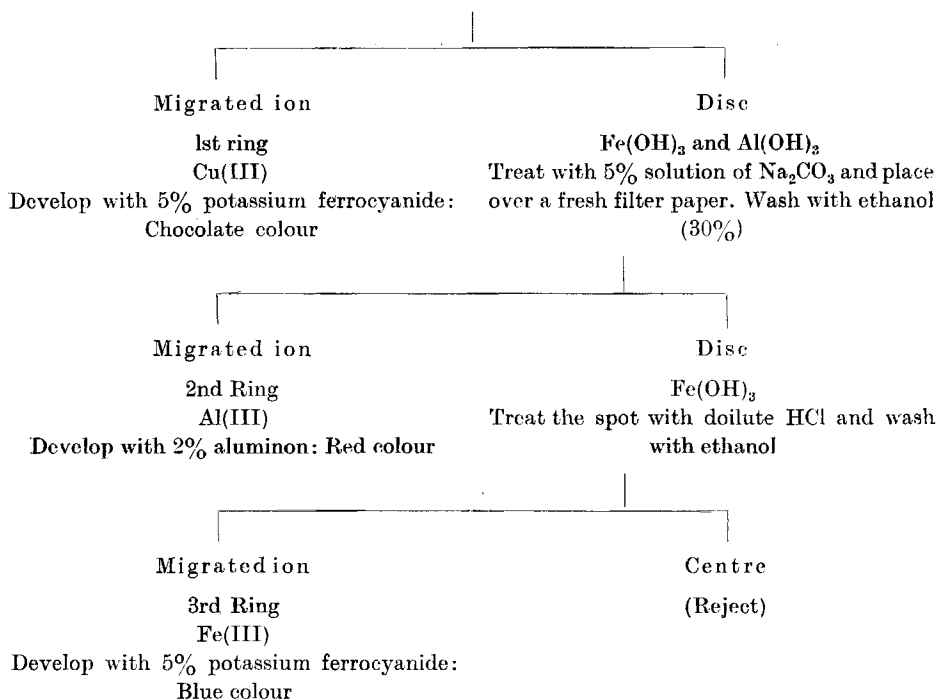 Migrated ion
1st ring
Cu(III)
Develop with 5% potassium ferrocyanide:
Chocolate colour
Disc
Fe(OH)₃ and Al(OH)₃
Treat with 5% solution of Na₂CO₃ and place
over a fresh filter paper. Wash with ethanol
(30%)
Migrated ion
2nd Ring
Al(III)
Develop with 2% aluminon: Red colour
Disc
Fe(OH)₃
Treat the spot with doilute HCl and wash
with ethanol
Migrated ion
3rd Ring
Fe(III)
Develop with 5% potassium ferrocyanide:
Blue colour
Centre
(Reject)